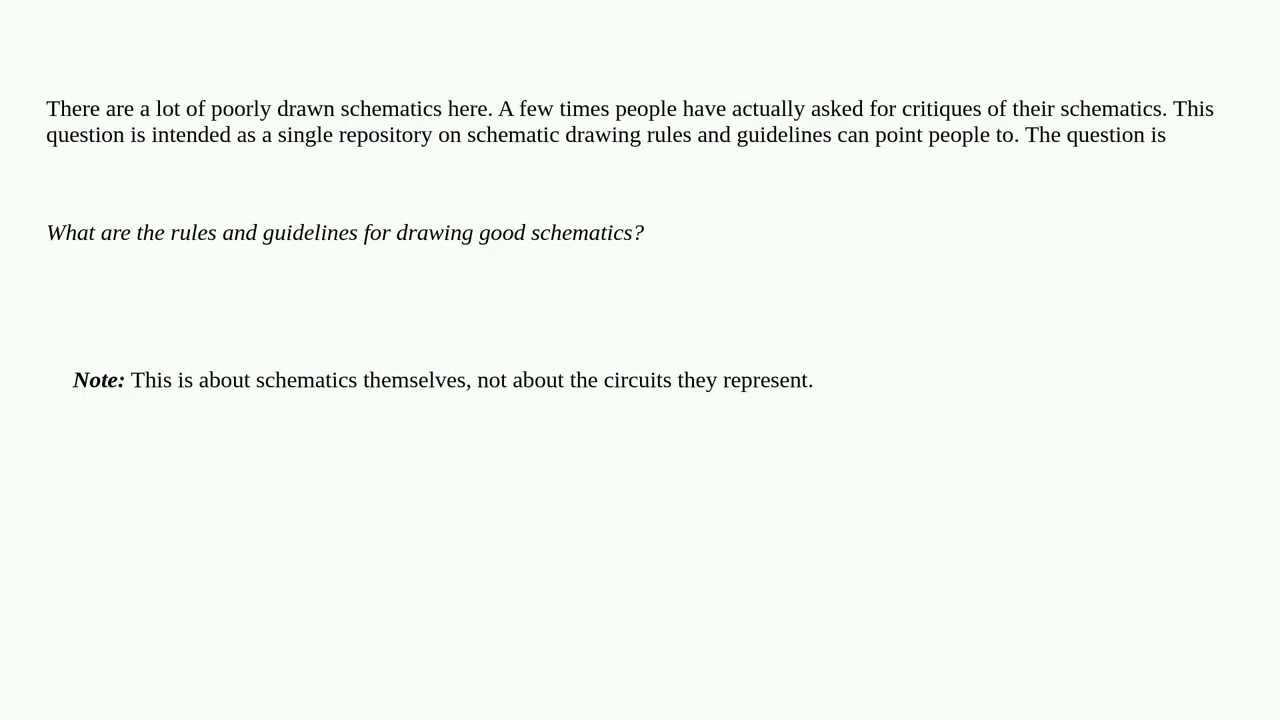 There are a lot of poorly drawn schematics here. A few times people have actually asked for critiques of their schematics. This
question is intended as a single repository on schematic drawing rules and guidelines can point people to. The question is
What are the rules and guidelines for drawing good schematics?
Note: This is about schematics themselves, not about the circuits they represent.